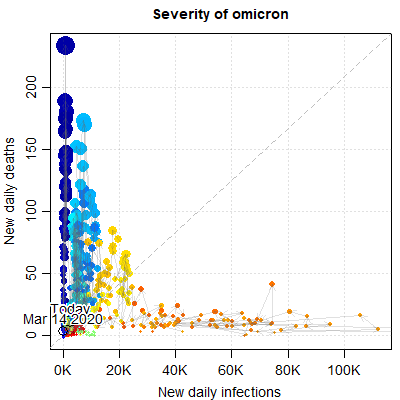 Severity of omicron
New daily deaths
200
150
100
50
0
Today
Mar 14 2020
0K
20K
40K
60K
80K
100K
New daily infections